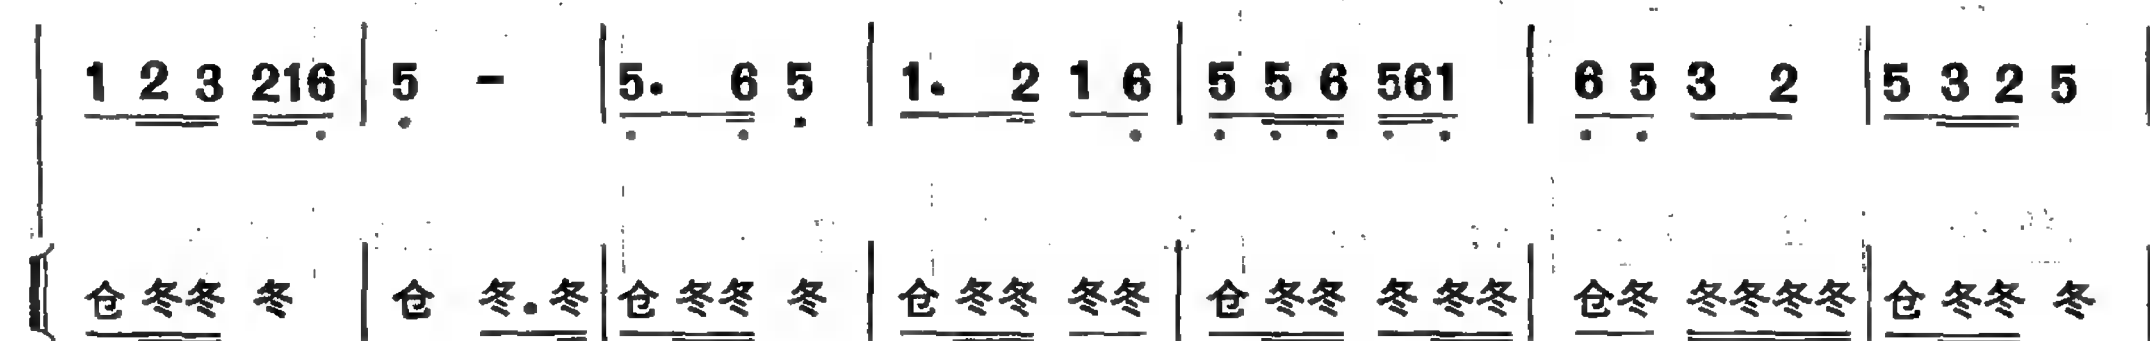 1 2 3 216 | 5 - | 5. 6 5 | 1. 2 1 6 | 5 5 6 561 | 6 5 3 2 | 5 3 2 5 |
仓 冬冬 冬 | 仓 冬.冬 | 仓 冬冬 冬 | 仓 冬冬 冬冬 | 仓 冬冬 冬 冬冬 | 仓冬 冬冬冬冬 | 仓 冬冬 冬 |